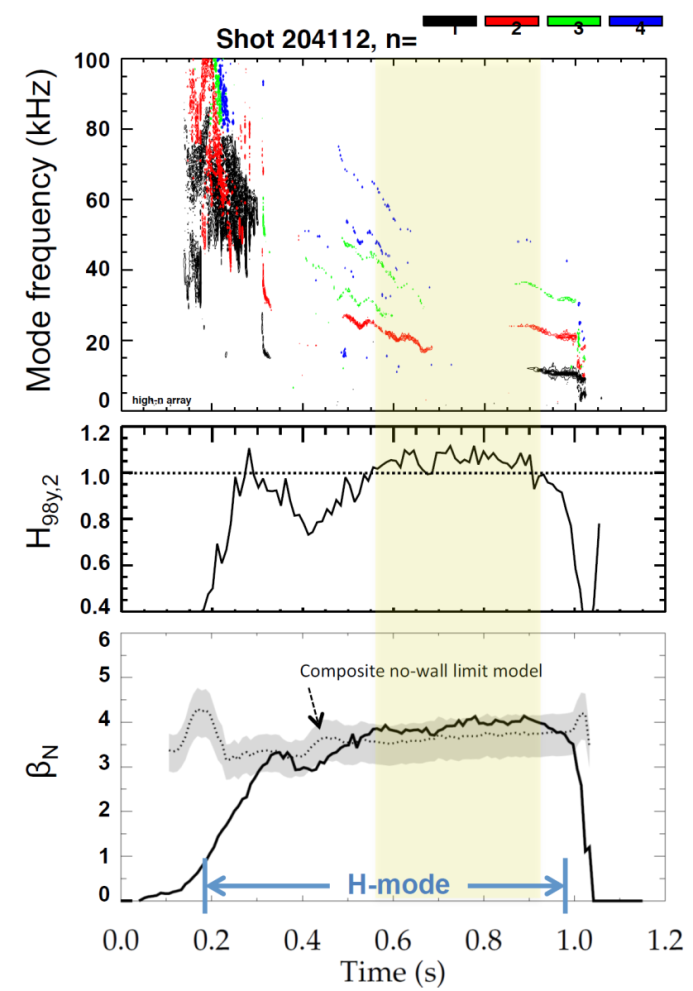 1 2 3 4
Shot 204112, n=
Mode frequency (kHz)
100
80
60
40
20
0
high-n array
H98y,2
1.2
1.0
0.8
0.6
0.4
βN
6
5
4
3
2
1
0
Composite no-wall limit model
H-mode
0.0 0.2 0.4 0.6 0.8 1.0 1.2
Time (s)